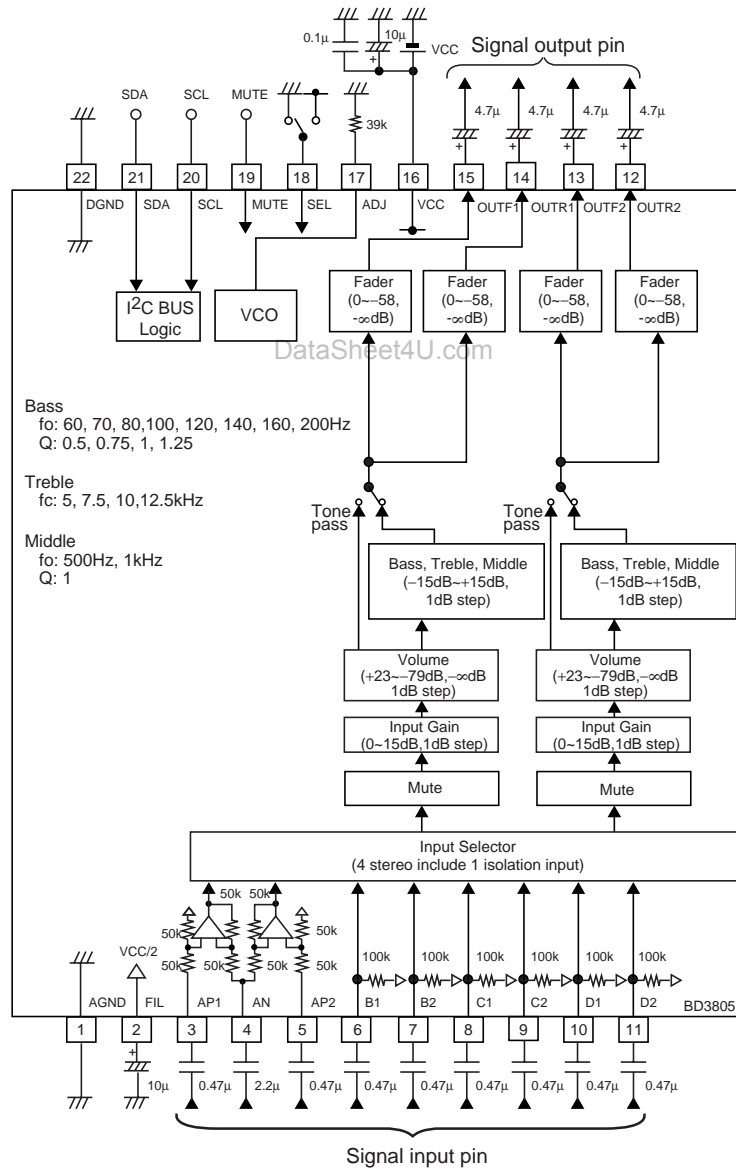 0.1μ
10μ
+
VCC
Signal output pin
SDA
SCL
MUTE
39k
4.7μ
4.7μ
4.7μ
4.7μ
+
+
+
+
22
21
20
19
18
17
16
15
14
13
12
DGND
SDA
SCL
MUTE
SEL
ADJ
VCC
OUTF1
OUTR1
OUTF2
OUTR2
I2C BUS
Logic
VCO
Fader
(0~−58,
-∞dB)
Fader
(0~−58,
-∞dB)
Fader
(0~−58,
-∞dB)
Fader
(0~−58,
-∞dB)
DataSheet4U.com
Bass
fo: 60, 70, 80,100, 120, 140, 160, 200Hz
Q: 0.5, 0.75, 1, 1.25
Treble
fc: 5, 7.5, 10,12.5kHz
Middle
fo: 500Hz, 1kHz
Q: 1
Tone
pass
Tone
pass
Bass, Treble, Middle
(−15dB~+15dB,
1dB step)
Bass, Treble, Middle
(−15dB~+15dB,
1dB step)
Volume
(+23~−79dB,−∞dB
1dB step)
Volume
(+23~−79dB,−∞dB
1dB step)
Input Gain
(0~15dB,1dB step)
Input Gain
(0~15dB,1dB step)
Mute
Mute
Input Selector
(4 stereo include 1 isolation input)
50k
50k
50k
50k
50k
50k
50k
50k
100k
100k
100k
100k
100k
100k
VCC/2
AGND
FIL
AP1
AN
AP2
B1
B2
C1
C2
D1
D2
BD3805
1
2
3
4
5
6
7
8
9
10
11
+
10μ
0.47μ
2.2μ
0.47μ
0.47μ
0.47μ
0.47μ
0.47μ
0.47μ
0.47μ
Signal input pin